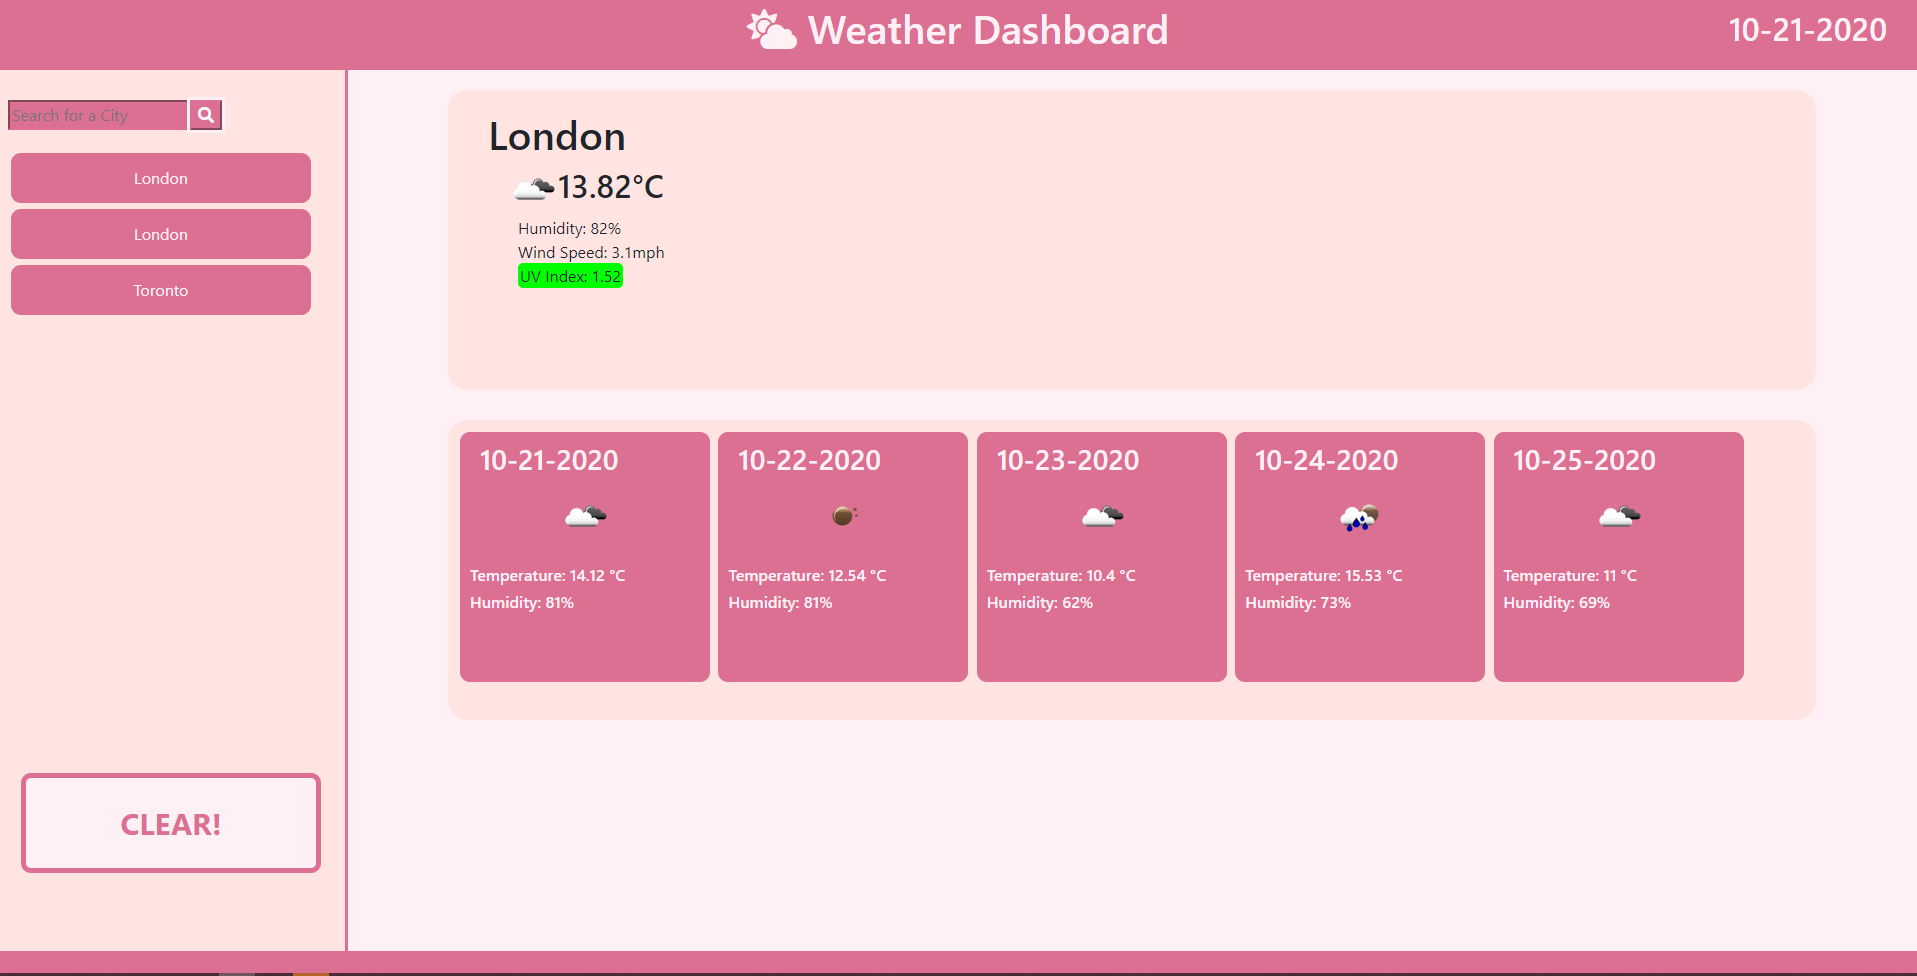 Weather Dashboard
10-21-2020
Search for a City
London
London
Toronto
CLEAR!
London
13.82°C
Humidity: 82%
Wind Speed: 3.1mph
UV Index: 1.52
10-21-2020
Temperature: 14.12 °C
Humidity: 81%
10-22-2020
Temperature: 12.54 °C
Humidity: 81%
10-23-2020
Temperature: 10.4 °C
Humidity: 62%
10-24-2020
Temperature: 15.53 °C
Humidity: 73%
10-25-2020
Temperature: 11 °C
Humidity: 69%